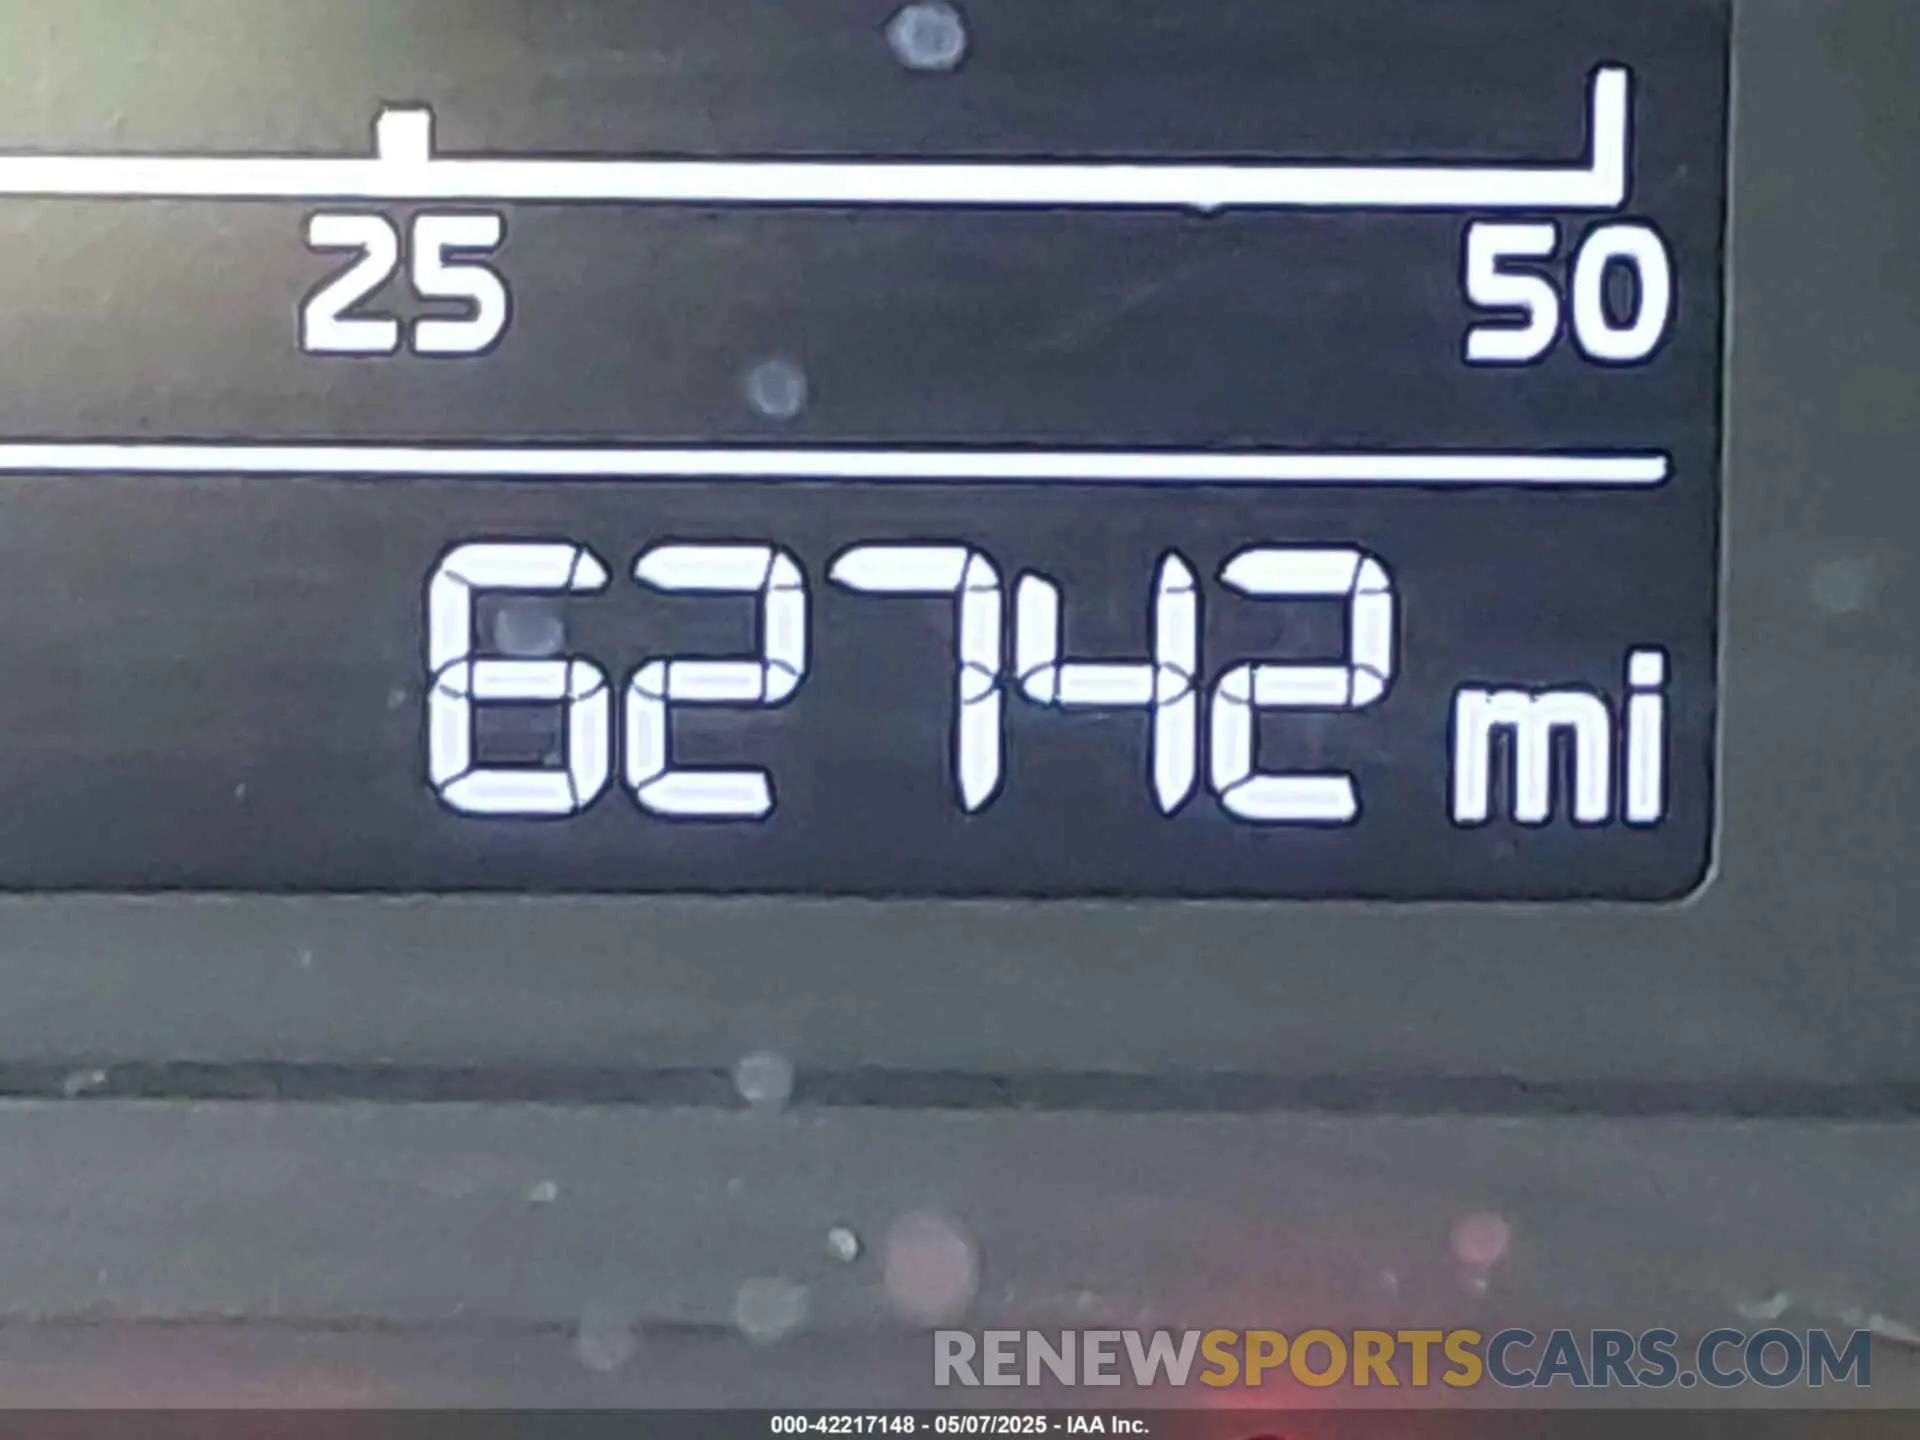 25 50
62742 mi
RENEWSPORTSCARS.COM
000-42217148 - 05/07/2025 - IAA Inc.